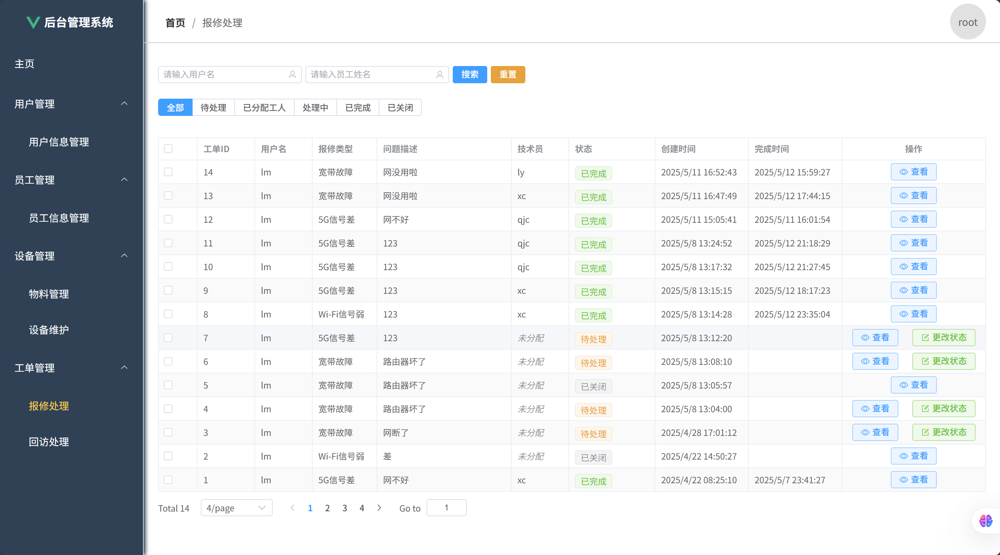 后台管理系统
主页
用户管理
用户信息管理
员工管理
员工信息管理
设备管理
物料管理
设备维护
工单管理
报修处理
回访处理
首页 / 报修处理
root
请输入用户名 请输入员工姓名 搜索 重置
全部 待处理 已分配工人 处理中 已完成 已关闭
工单ID 用户名 报修类型 问题描述 技术员 状态 创建时间 完成时间 操作
14 lm 宽带故障 网没用啦 ly 已完成 2025/5/11 16:52:43 2025/5/12 15:59:27 查看
13 lm 宽带故障 网没用啦 xc 已完成 2025/5/11 16:47:49 2025/5/12 17:44:15 查看
12 lm 5G信号差 网不好 qjc 已完成 2025/5/11 15:05:41 2025/5/11 16:01:54 查看
11 lm 5G信号差 123 qjc 已完成 2025/5/8 13:24:52 2025/5/12 21:18:29 查看
10 lm 5G信号差 123 qjc 已完成 2025/5/8 13:17:32 2025/5/12 21:27:45 查看
9 lm 5G信号差 123 xc 已完成 2025/5/8 13:15:15 2025/5/12 18:17:23 查看
8 lm Wi-Fi信号弱 123 xc 已完成 2025/5/8 13:14:28 2025/5/12 23:35:04 查看
7 lm 5G信号差 123 未分配 待处理 2025/5/8 13:12:20 查看 更改状态
6 lm 宽带故障 路由器坏了 未分配 待处理 2025/5/8 13:08:10 查看 更改状态
5 lm 宽带故障 路由器坏了 未分配 已关闭 2025/5/8 13:05:57 查看
4 lm 宽带故障 路由器坏了 未分配 待处理 2025/5/8 13:04:00 查看 更改状态
3 lm 宽带故障 网断了 未分配 待处理 2025/4/28 17:01:12 查看 更改状态
2 lm Wi-Fi信号弱 差 未分配 已关闭 2025/4/22 14:50:27 查看
1 lm 5G信号差 网不好 xc 已完成 2025/4/22 08:25:10 2025/5/7 23:41:27 查看
Total 14 4/page 1 2 3 4 Go to 1